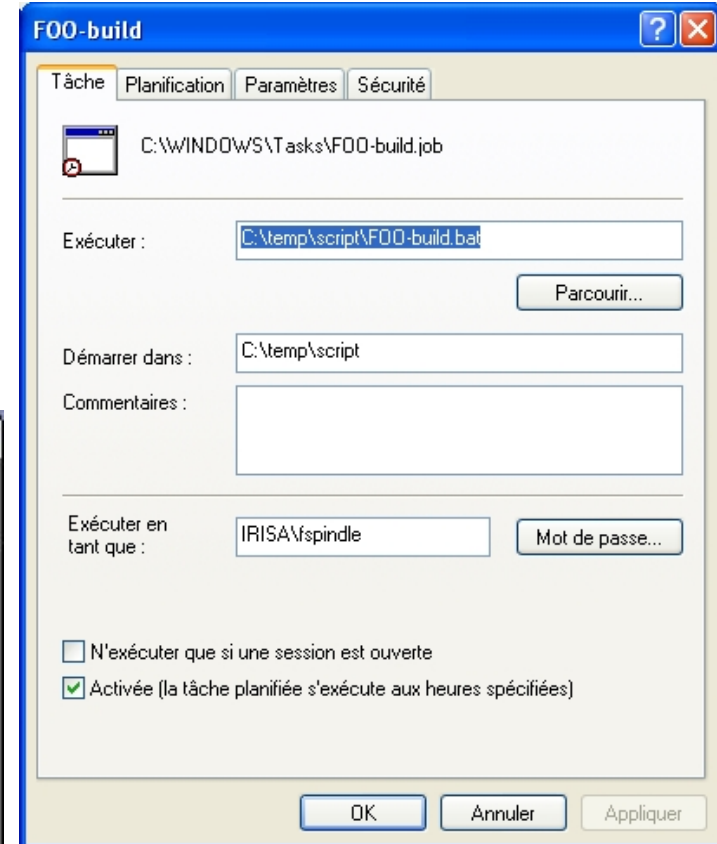 FOO-build
Tâche Planification Paramètres Sécurité
C:\WINDOWS\Tasks\FOO-build.job
Exécuter :
C:\temp\script\FOO-build.bat
Parcourir...
Démarrer dans :
C:\temp\script
Commentaires :
Exécuter en
tant que :
IRISA\fspindle
Mot de passe...
N'exécuter que si une session est ouverte
Activée (la tâche planifiée s'exécute aux heures spécifiées)
OK Annuler Appliquer